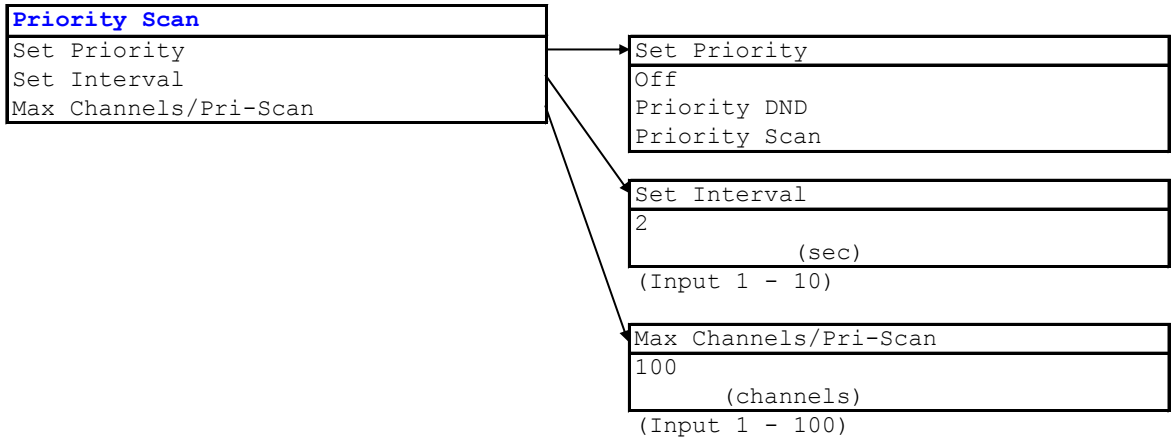 Priority Scan
Set Priority
Set Interval
Max Channels/Pri-Scan
Set Priority
Off
Priority DND
Priority Scan
Set Interval
2
(sec)
(Input 1 - 10)
Max Channels/Pri-Scan
100
(channels)
(Input 1 - 100)